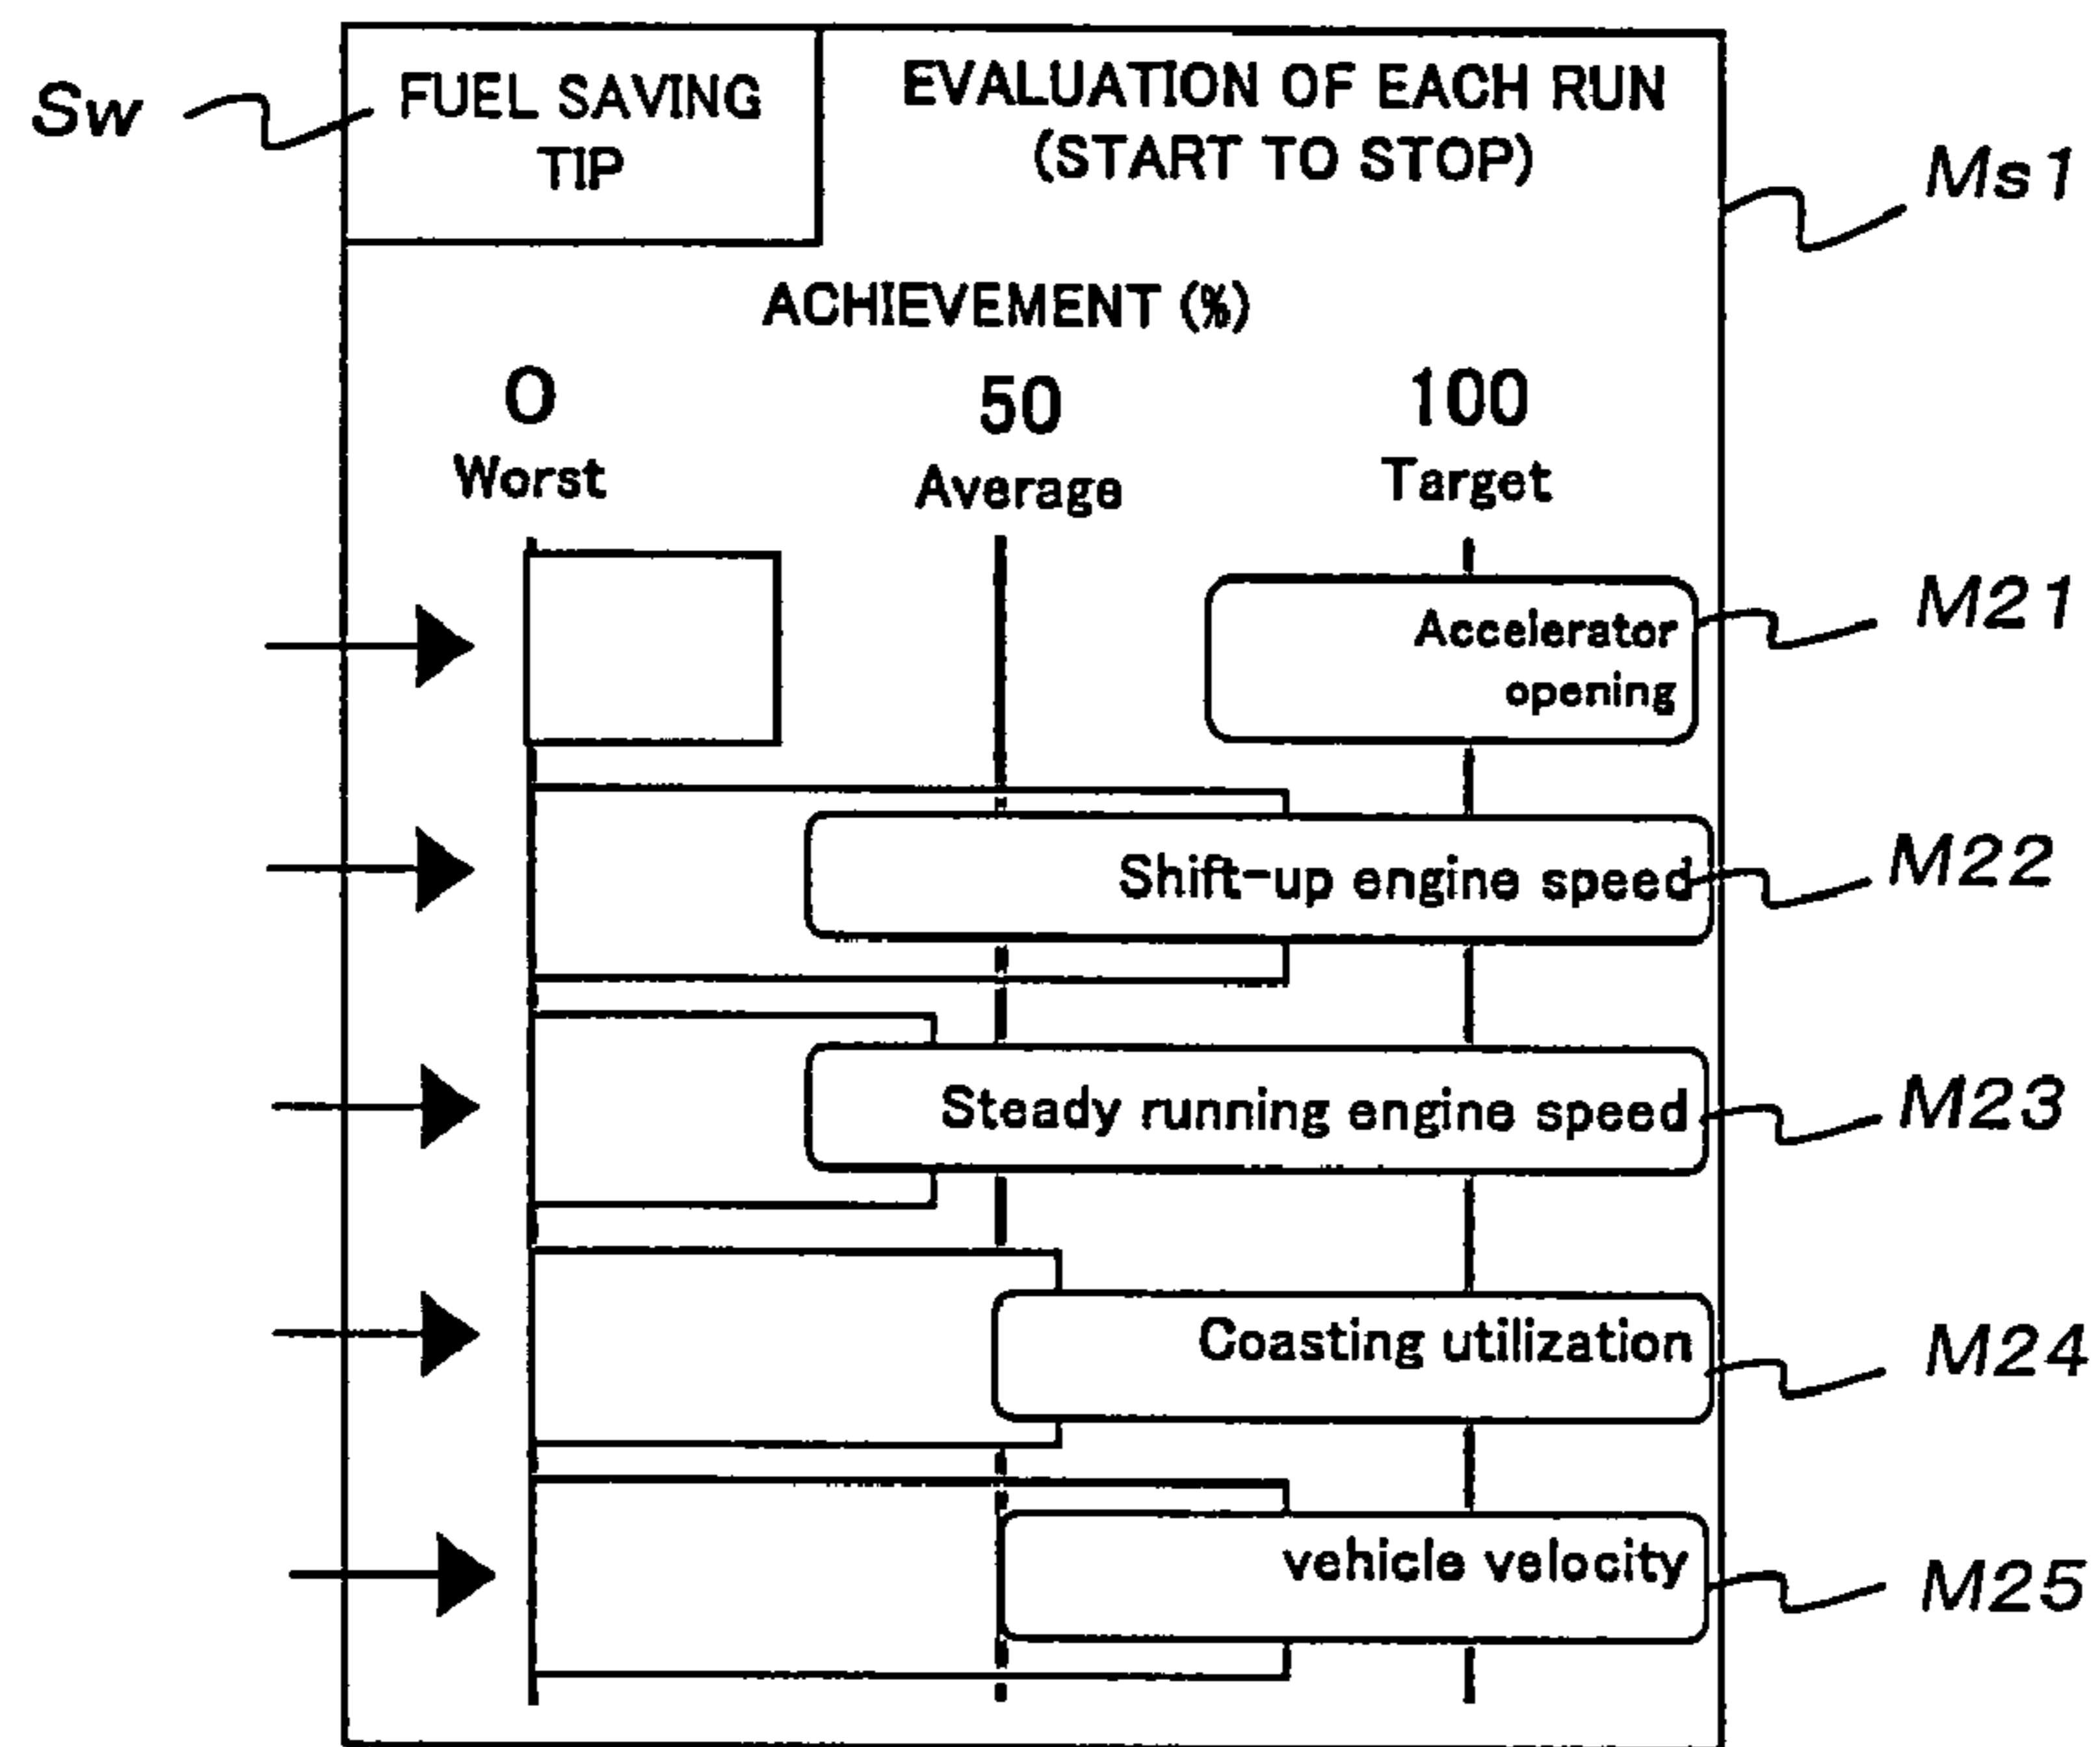 Sw
FUEL SAVING
TIP
EVALUATION OF EACH RUN
(START TO STOP)
Ms1
ACHIEVEMENT (%)
0
50
100
Worst
Average
Target
Accelerator
opening
M21
Shift-up engine speed
M22
Steady running engine speed
M23
Coasting utilization
M24
vehicle velocity
M25